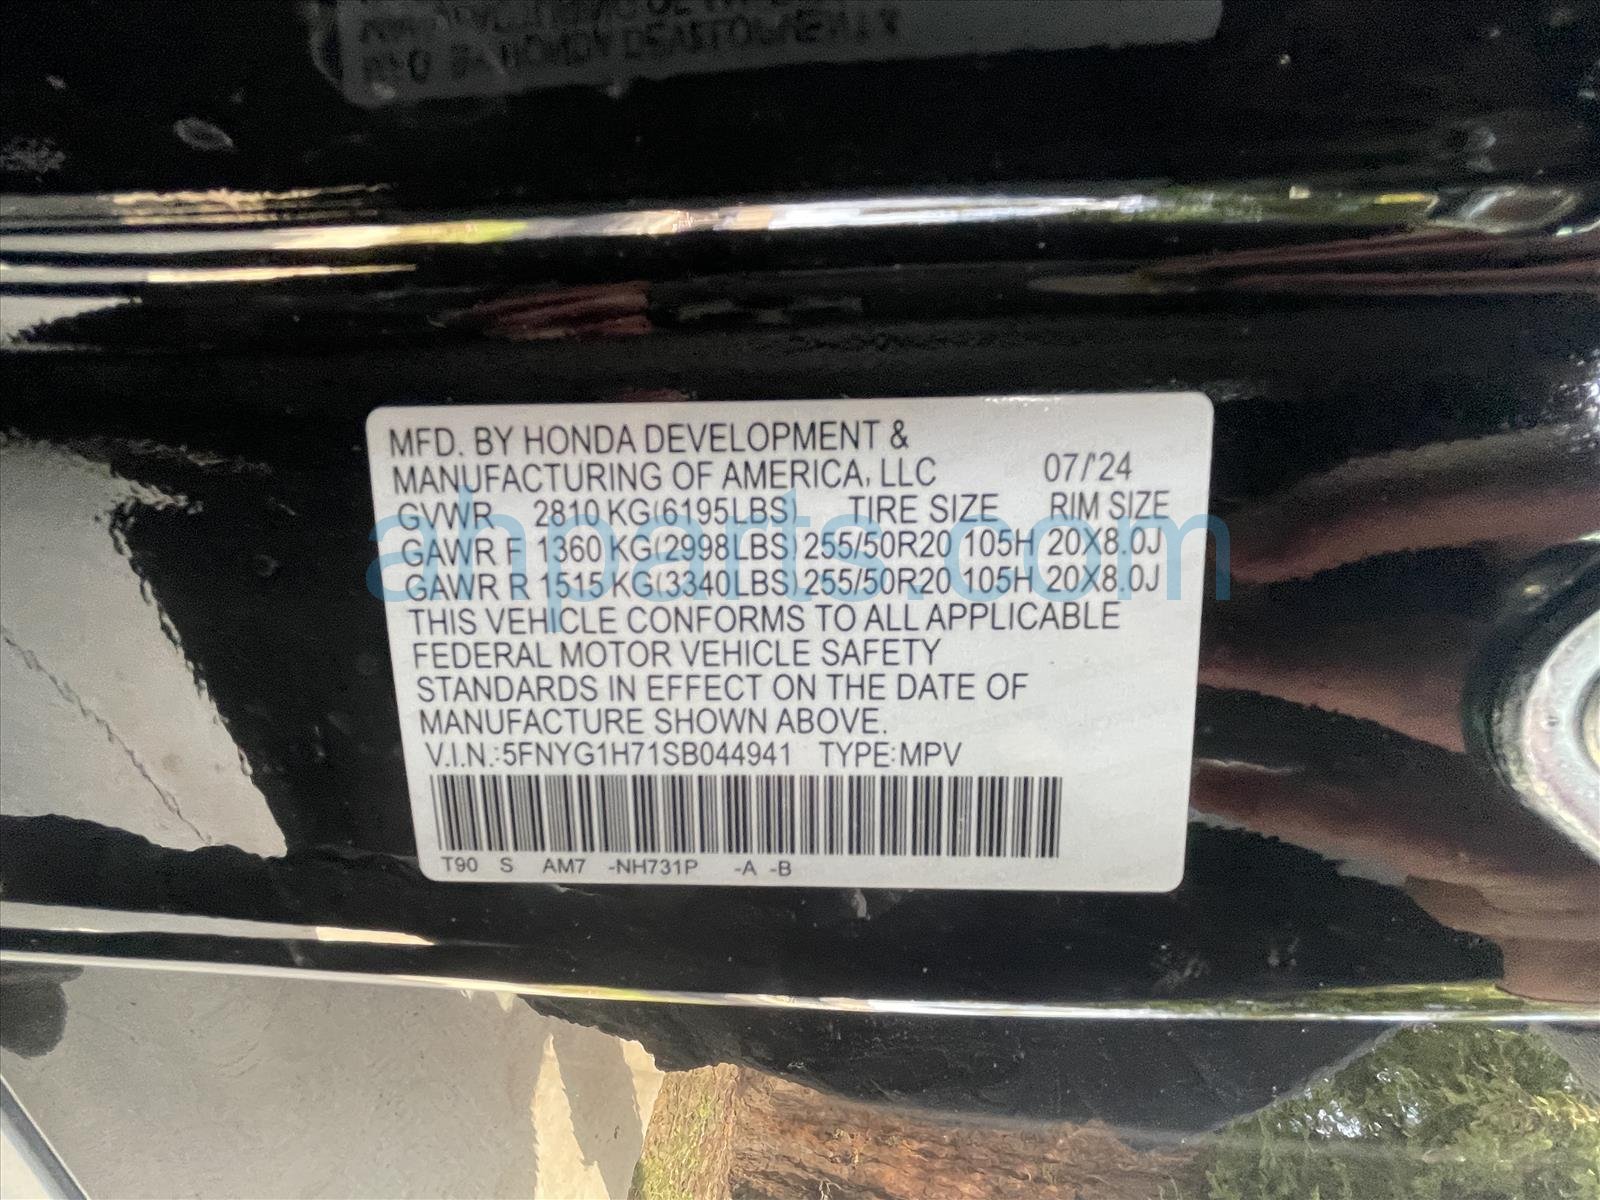 MFD. BY HONDA DEVELOPMENT &
MANUFACTURING OF AMERICA, LLC 07/'24
GVWR 2810 KG(6195LBS) TIRE SIZE RIM SIZE
GAWR F 1360 KG(2998LBS) 255/50R20 105H 20X8.0J
GAWR R 1515 KG(3340LBS) 255/50R20 105H 20X8.0J
THIS VEHICLE CONFORMS TO ALL APPLICABLE
FEDERAL MOTOR VEHICLE SAFETY
STANDARDS IN EFFECT ON THE DATE OF
MANUFACTURE SHOWN ABOVE.
V.I.N.:5FNYG1H71SB044941 TYPE:MPV
T90 S AM7 -NH731P -A -B
ahparts.com